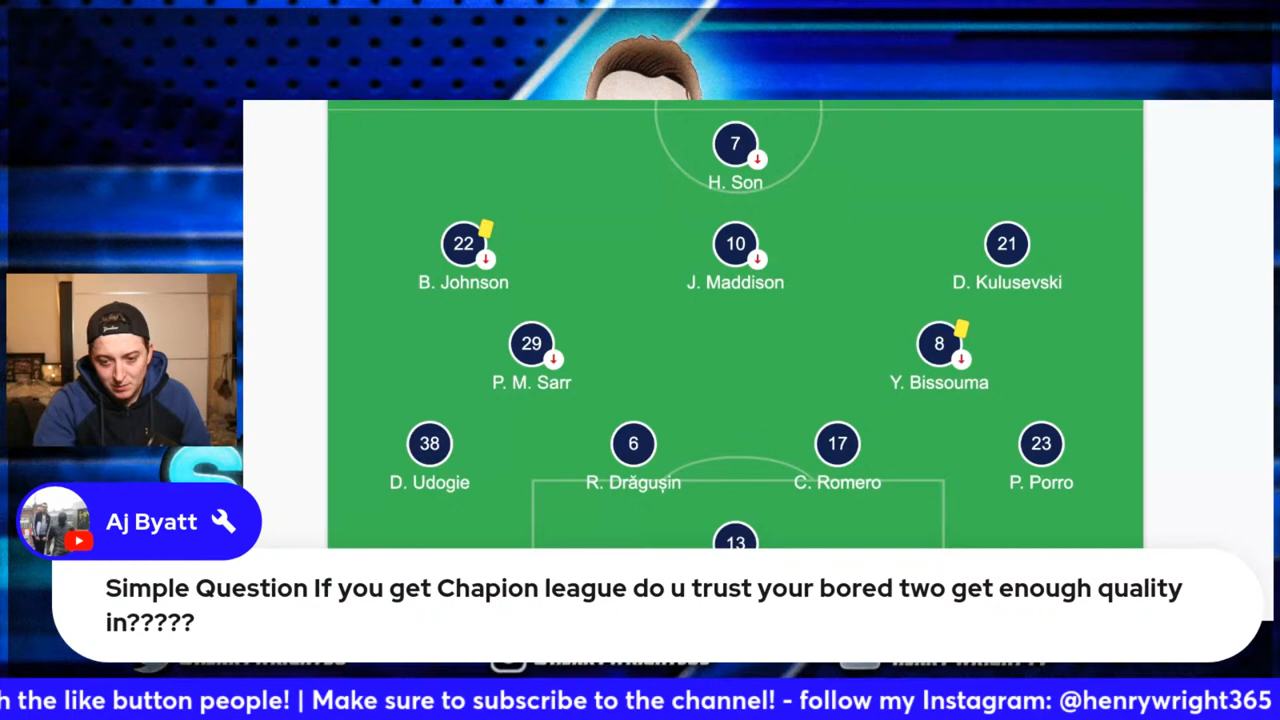 7
H. Son
22
10
21
B. Johnson
J. Maddison
D. Kulusevski
29
8
P. M. Sarr
Y. Bissouma
38
6
17
23
D. Udogie
R. Drăgușin
C. Romero
P. Porro
13
Aj Byatt
Simple Question If you get Chapion league do u trust your bored two get enough quality
in?????
h the like button people! | Make sure to subscribe to the channel! - follow my Instagram: @henrywright365